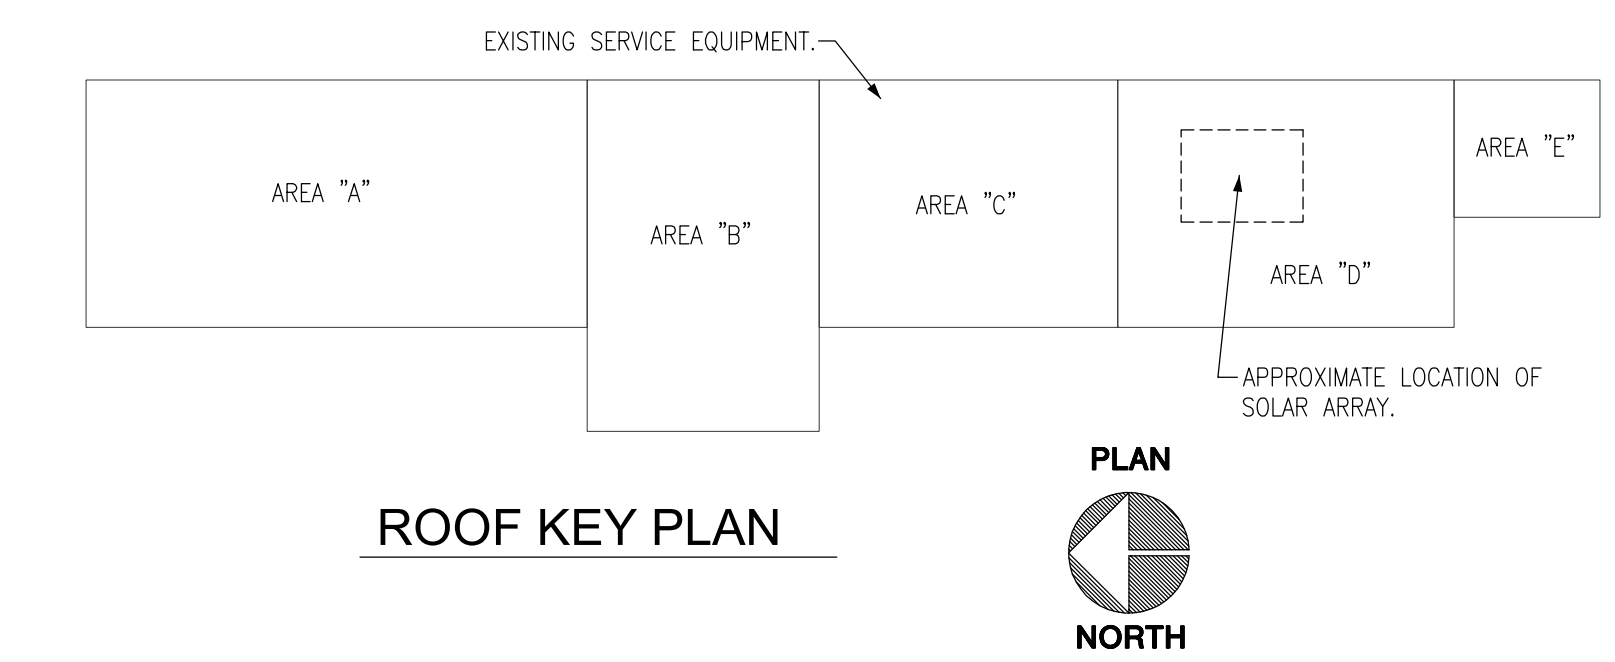 EXISTING SERVICE EQUIPMENT.
AREA "A"
AREA "B"
AREA "C"
AREA "D"
AREA "E"
APPROXIMATE LOCATION OF
SOLAR ARRAY.
ROOF KEY PLAN
PLAN
NORTH